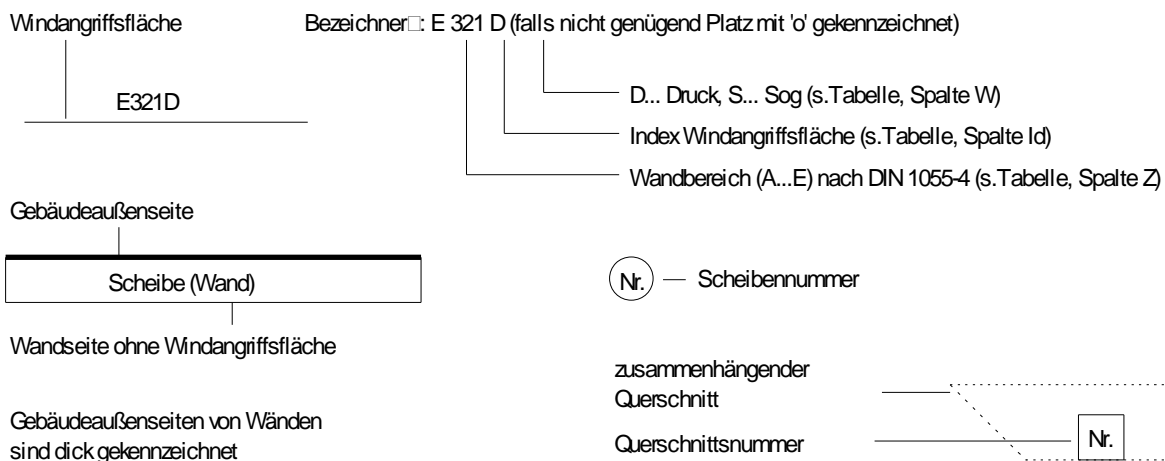 Windangriffsfläche
Bezeichner□: E 321 D (falls nicht genügend Platz mit 'o' gekennzeichnet)
E321D
D... Druck, S... Sog (s.Tabelle, Spalte W)
Index Windangriffsfläche (s.Tabelle, Spalte Id)
Wandbereich (A...E) nach DIN 1055-4 (s.Tabelle, Spalte Z)
Gebäudeaußenseite
Scheibe (Wand)
Nr.
Scheibennummer
Wandseite ohne Windangriffsfläche
zusammenhängender
Querschnitt
Gebäudeaußenseiten von Wänden
sind dick gekennzeichnet
Querschnittsnummer
Nr.